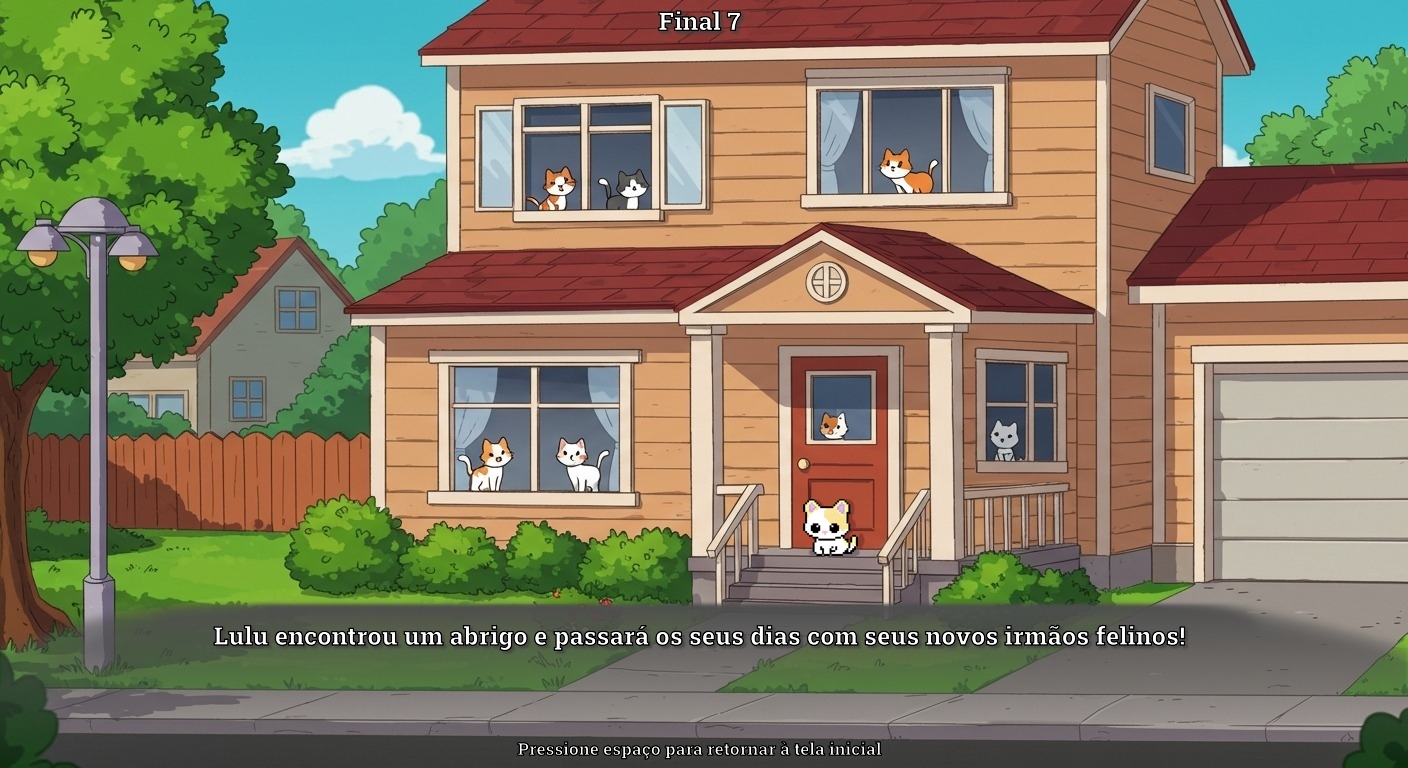 Final 7
Lulu encontrou um abrigo e passará os seus dias com seus novos irmãos felinos!
Pressione espaço para retornar à tela inicial